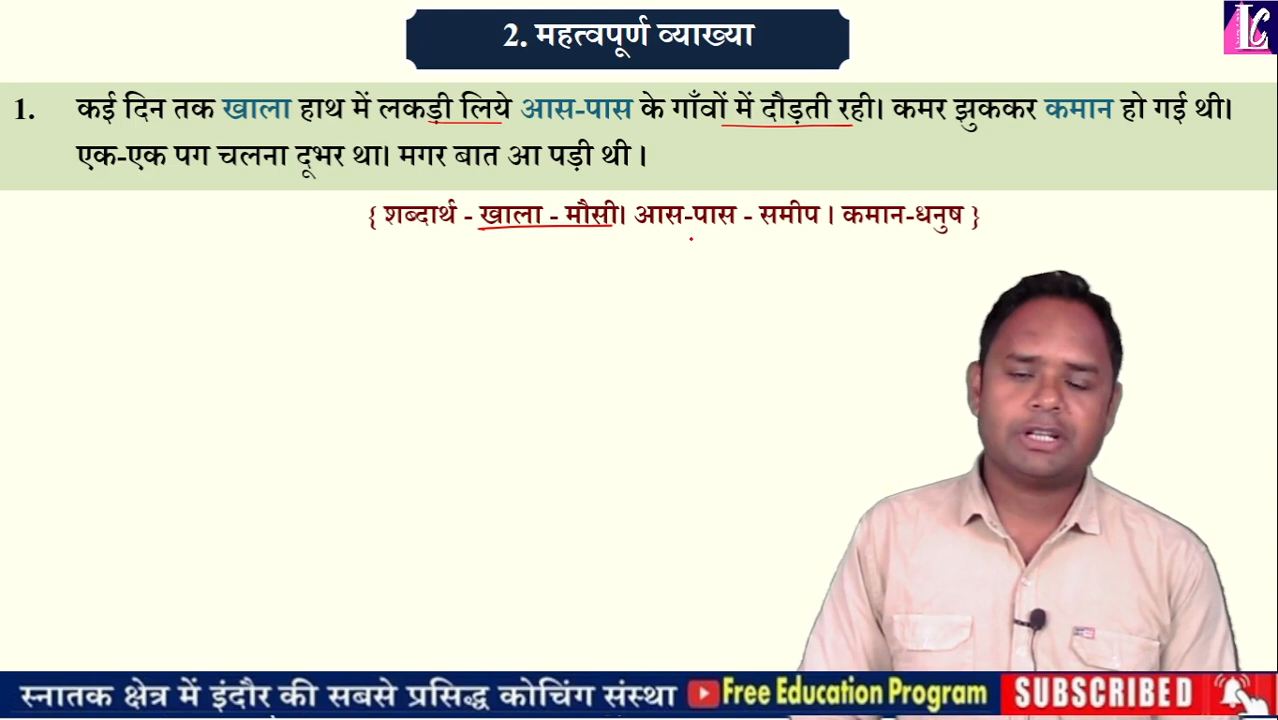 2. महत्वपूर्ण व्याख्या
LC
1. कई दिन तक खाला हाथ में लकड़ी लिये आस-पास के गाँवों में दौड़ती रही। कमर झुककर कमान हो गई थी।
एक-एक पग चलना दूभर था। मगर बात आ पड़ी थी ।
{ शब्दार्थ - खाला - मौसी। आस-पास - समीप । कमान-धनुष }
स्नातक क्षेत्र में इंदौर की सबसे प्रसिद्ध कोचिंग संस्था Free Education Program SUBSCRIBED